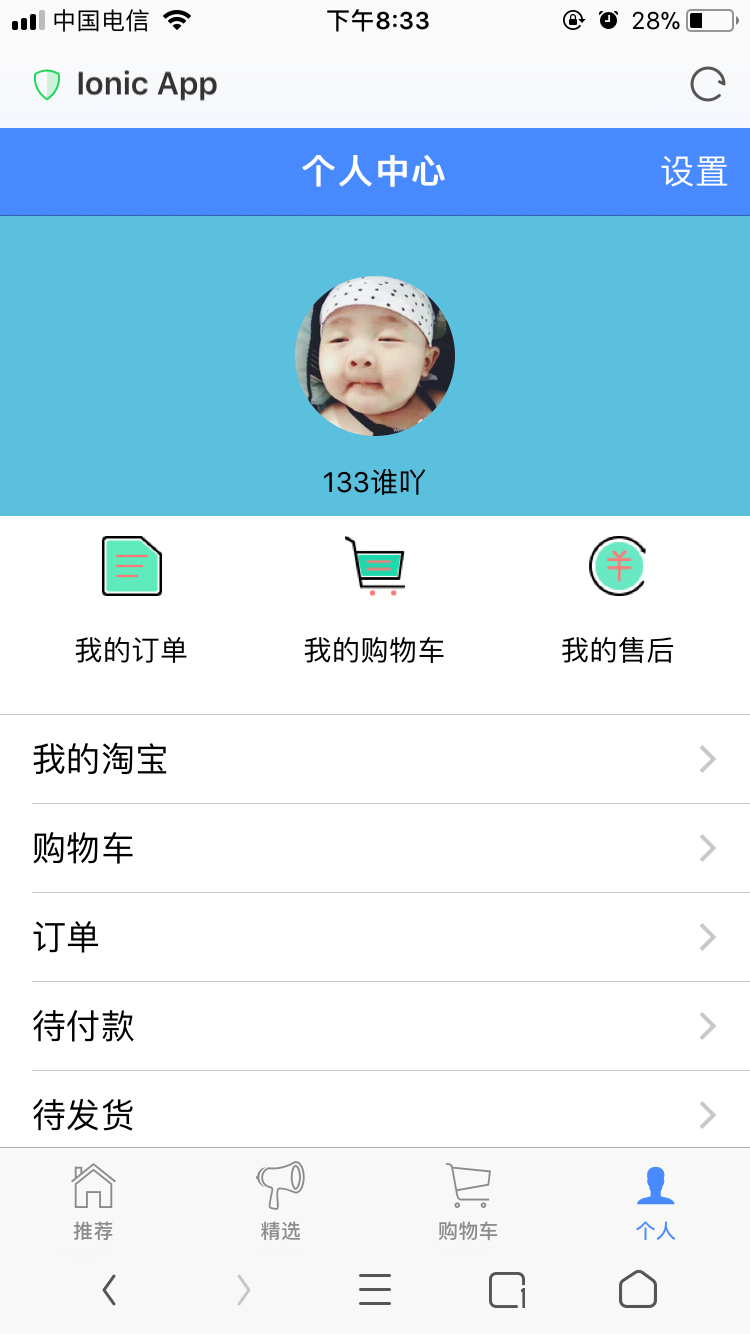 中国电信 下午8:33 28%
Ionic App
个人中心 设置
133谁吖
我的订单 我的购物车 我的售后
我的淘宝
购物车
订单
待付款
待发货
推荐 精选 购物车 个人
1